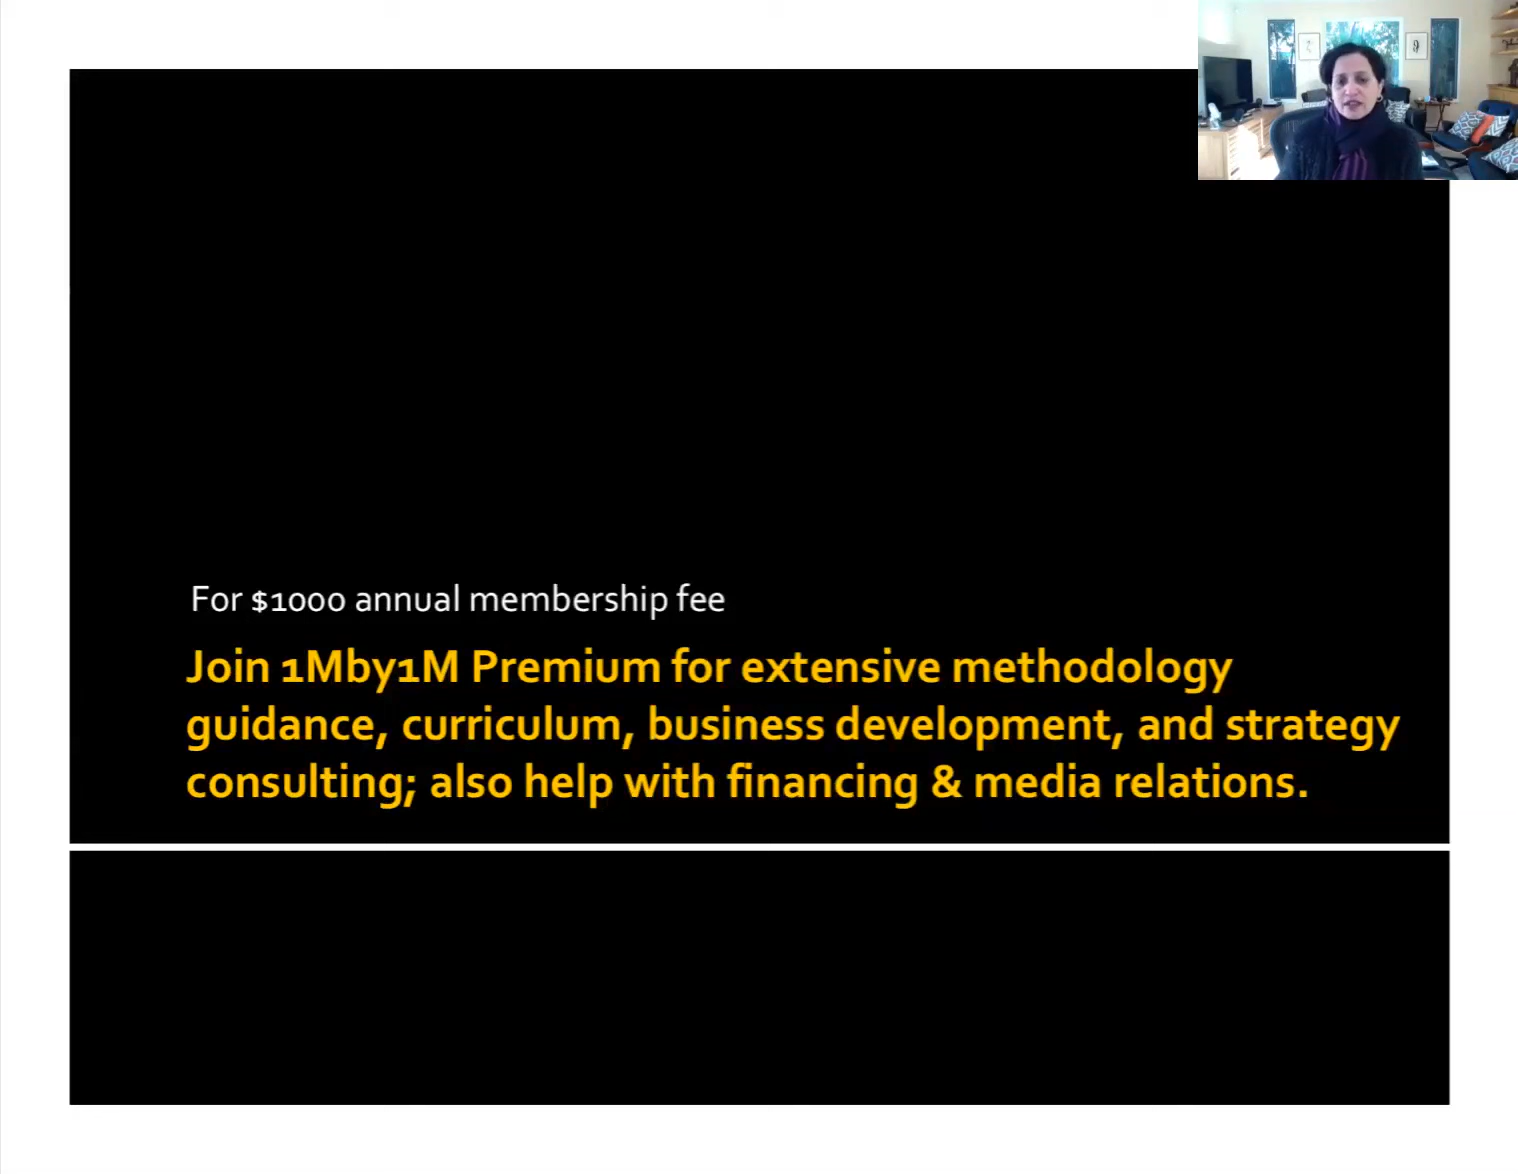 For $1000 annual membership fee
Join 1Mby1M Premium for extensive methodology
guidance, curriculum, business development, and strategy
consulting; also help with financing & media relations.